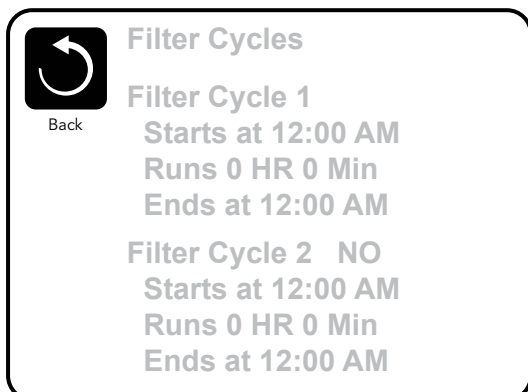 Filter Cycles
Back
Filter Cycle 1
Starts at 12:00 AM
Runs 0 HR 0 Min
Ends at 12:00 AM
Filter Cycle 2 NO
Starts at 12:00 AM
Runs 0 HR 0 Min
Ends at 12:00 AM